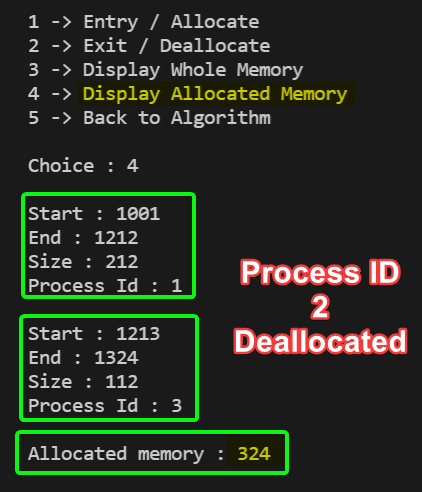 1 -> Entry / Allocate
2 -> Exit / Deallocate
3 -> Display Whole Memory
4 -> Display Allocated Memory
5 -> Back to Algorithm
Choice : 4
Start : 1001
End : 1212
Size : 212
Process Id : 1
Start : 1213
End : 1324
Size : 112
Process Id : 3
Process ID
2
Deallocated
Allocated memory : 324